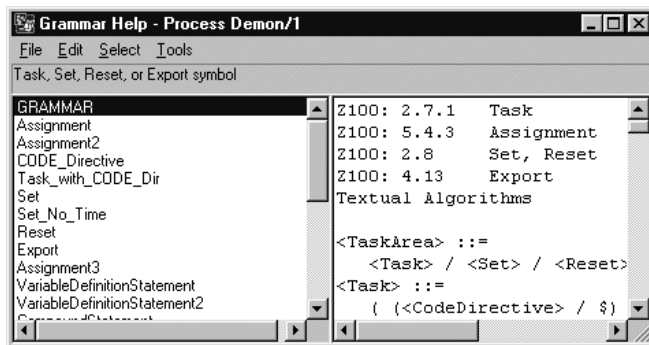 Grammar Help - Process Demon/1
File Edit Select Tools
Task, Set, Reset, or Export symbol
GRAMMAR
Assignment
Assignment2
CODE_Directive
Task_with_CODE_Dir
Set
Set_No_Time
Reset
Export
Assignment3
VariableDefinitionStatement
VariableDefinitionStatement2
CompoundStatement
Z100: 2.7.1 Task
Z100: 5.4.3 Assignment
Z100: 2.8 Set, Reset
Z100: 4.13 Export
Textual Algorithms
<TaskArea> ::=
<Task> / <Set> / <Reset>
<Task> ::=
( (<CodeDirective> / $)